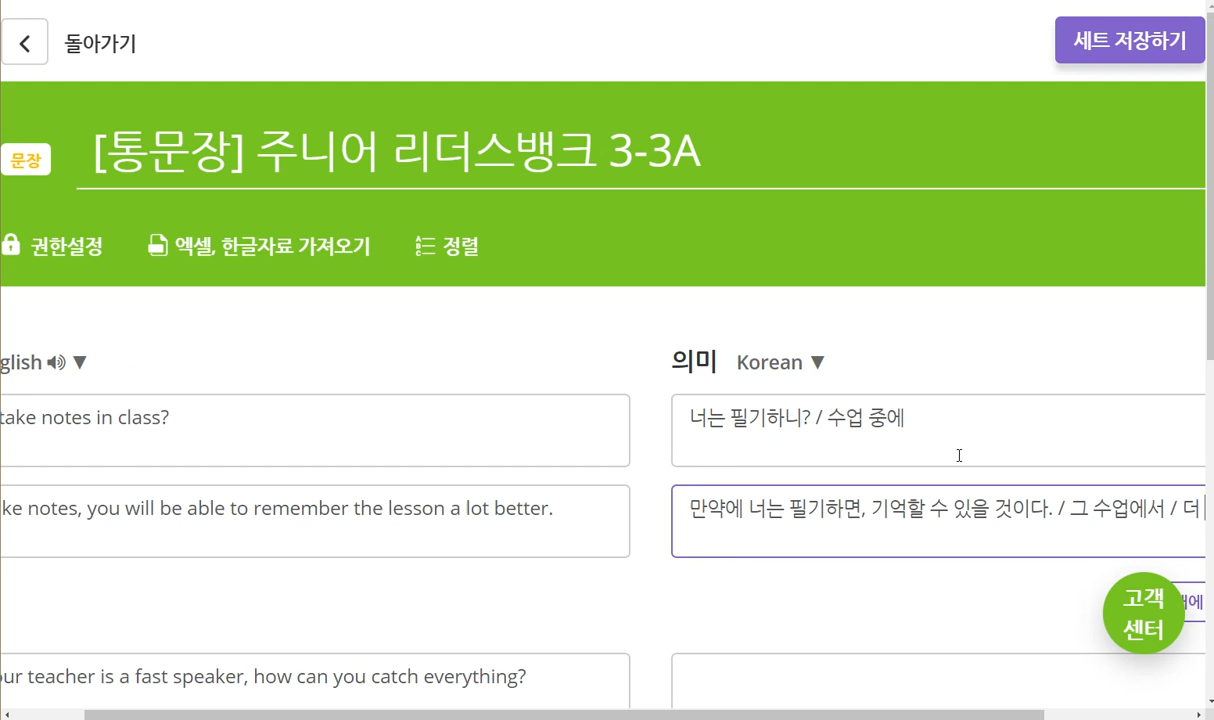 돌아가기
세트 저장하기
문장
[통문장] 주니어 리더스뱅크 3-3A
권한설정
엑셀, 한글자료 가져오기
정렬
glish
의미 Korean
take notes in class?
너는 필기하니? / 수업 중에
ke notes, you will be able to remember the lesson a lot better.
만약에 너는 필기하면, 기억할 수 있을 것이다. / 그 수업에서 / 더
고객
센터
our teacher is a fast speaker, how can you catch everything?